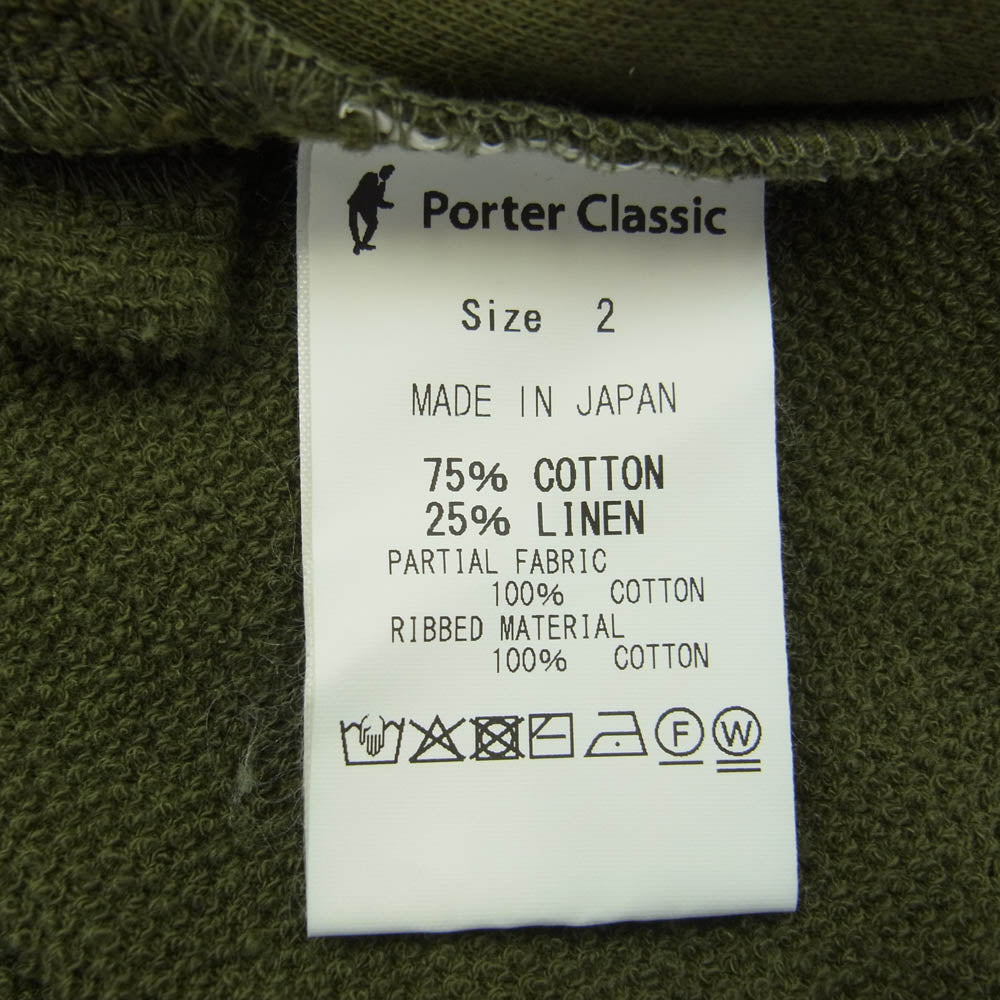 Porter Classic
Size 2
MADE IN JAPAN
75% COTTON
25% LINEN
PARTIAL FABRIC
100% COTTON
RIBBED MATERIAL
100% COTTON
F W